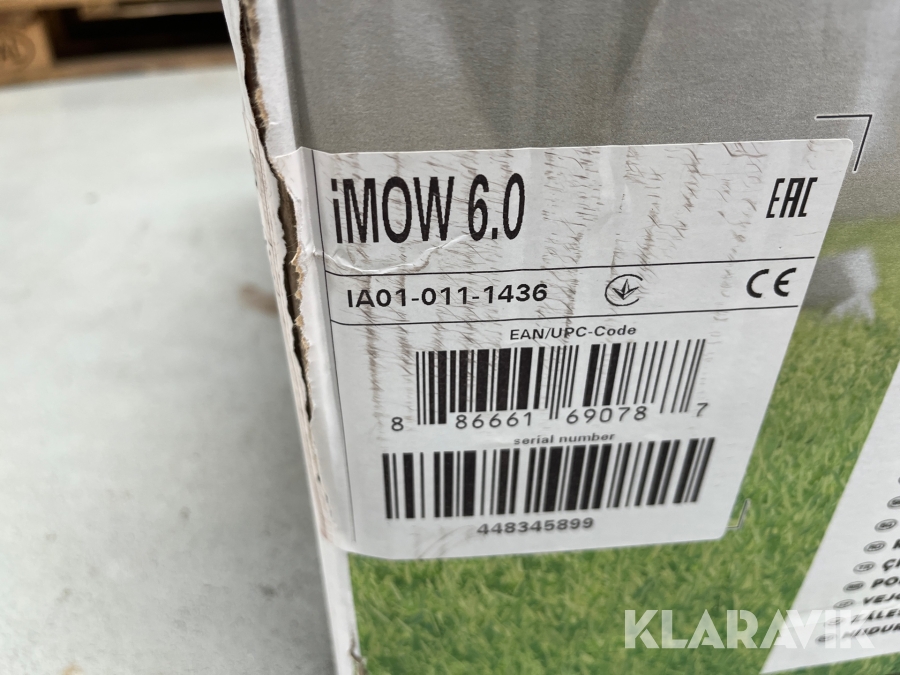 iMOW 6.0
EAC
IA01-011-1436
CE
EAN/UPC-Code
8 86661 69078 7
serial number
448345899
KLARAVIK